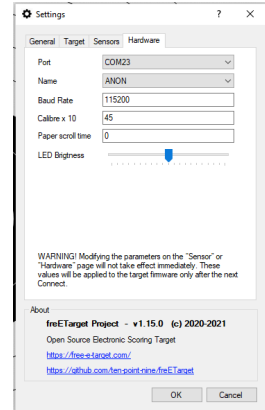 Settings
General Target Sensors Hardware
Port COM23
Name ANON
Baud Rate 115200
Calibre x 10 45
Paper scroll time 0
LED Brigtness
WARNING! Modifying the parameters on the "Sensor" or
"Hardware" page will not take effect immediately. These
values will be applied to the target firmware only after the next
Connect.
About
freETarget Project - v1.15.0 (c) 2020-2021
Open Source Electronic Scoring Target
https://free-e-target.com/
https://github.com/ten-point-nine/freETarget
OK Cancel